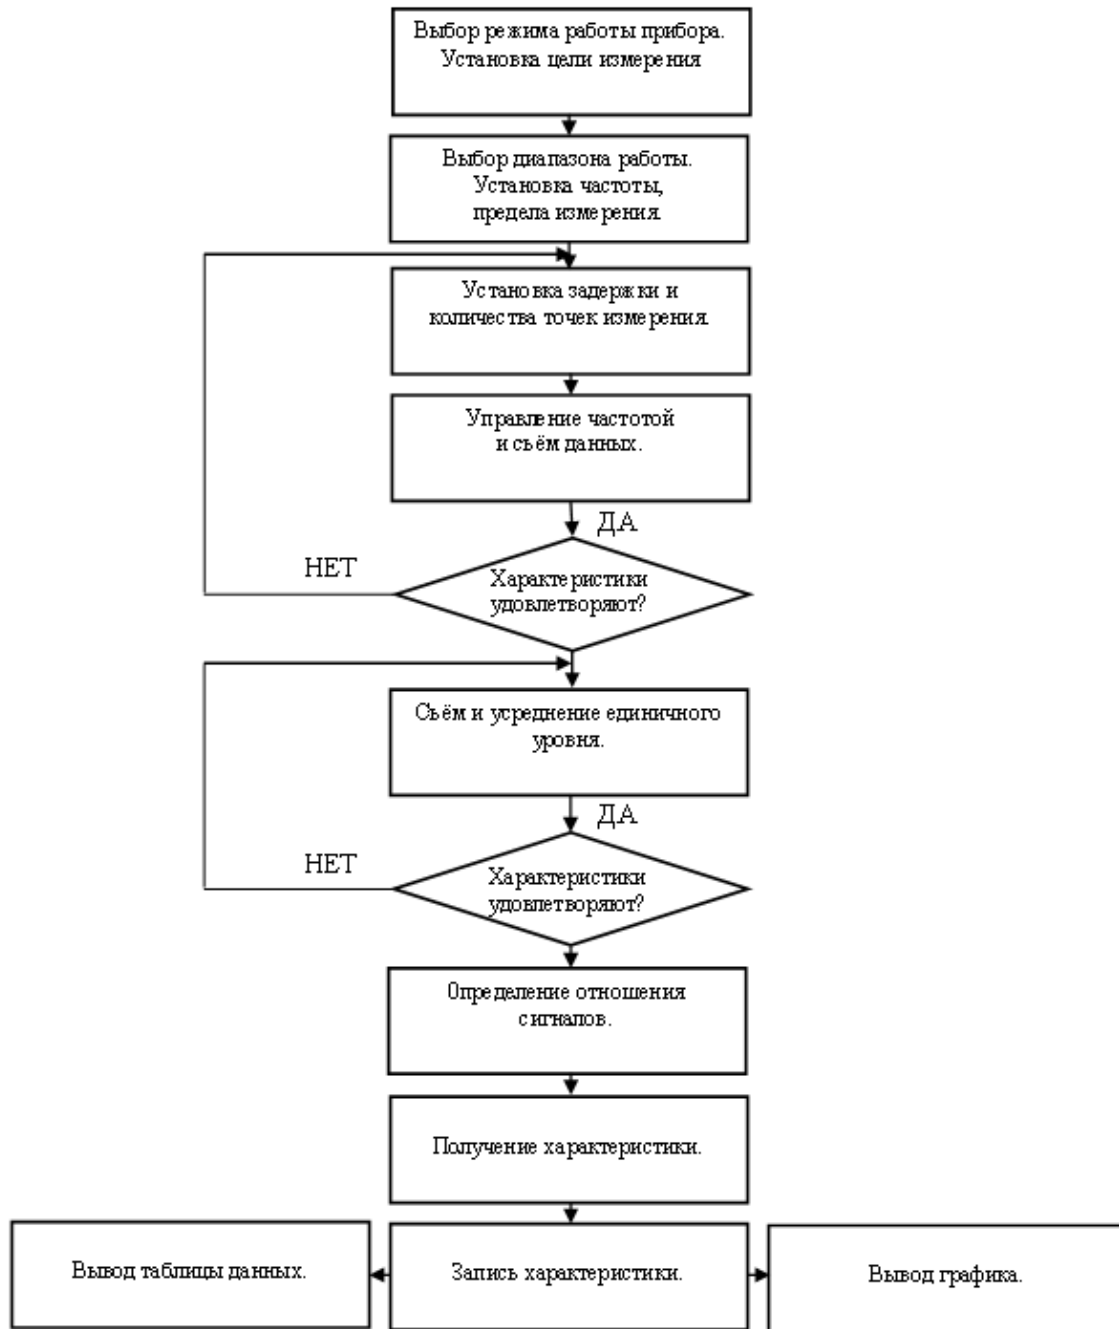 Выбор режима работы прибора.
Установка цели измерения
Выбор диапазона работы.
Установка частоты,
предела измерения.
Установка задержки и
количества точек измерения.
Управление частотой
и сьём данных.
ДА
НЕТ
Характеристики
удовлетворяют?
Сьём и усреднение единичного
уровня.
ДА
НЕТ
Характеристики
удовлетворяют?
Определение отношения
сигналов.
Получение характеристики.
Вывод таблицы данных.
Запись характеристики.
Вывод графика.